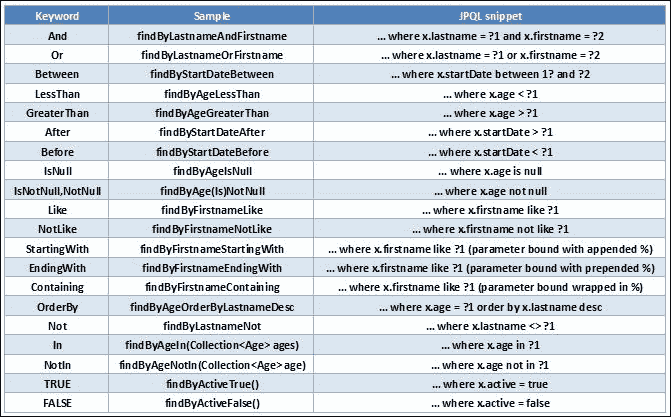 Keyword Sample JPQL snippet
And findByLastnameAndFirstname ... where x.lastname = ?1 and x.firstname = ?2
Or findByLastnameOrFirstname ... where x.lastname = ?1 or x.firstname = ?2
Between findByStartDateBetween ... where x.startDate between 1? and ?2
LessThan findByAgeLessThan ... where x.age < ?1
GreaterThan findByAgeGreaterThan ... where x.age > ?1
After findByStartDateAfter ... where x.startDate > ?1
Before findByStartDateBefore ... where x.startDate < ?1
IsNull findByAgeIsNull ... where x.age is null
IsNotNull,NotNull findByAge(Is)NotNull ... where x.age not null
Like findByFirstnameLike ... where x.firstname like ?1
NotLike findByFirstnameNotLike ... where x.firstname not like ?1
StartingWith findByFirstnameStartingWith ... where x.firstname like ?1 (parameter bound with appended %)
EndingWith findByFirstnameEndingWith ... where x.firstname like ?1 (parameter bound with prepended %)
Containing findByFirstnameContaining ... where x.firstname like ?1 (parameter bound wrapped in %)
OrderBy findByAgeOrderByLastnameDesc ... where x.age = ?1 order by x.lastname desc
Not findByLastnameNot ... where x.lastname <> ?1
In findByAgeIn(Collection<Age> ages) ... where x.age in ?1
NotIn findByAgeNotIn(Collection<Age> age) ... where x.age not in ?1
TRUE findByActiveTrue() ... where x.active = true
FALSE findByActiveFalse() ... where x.active = false